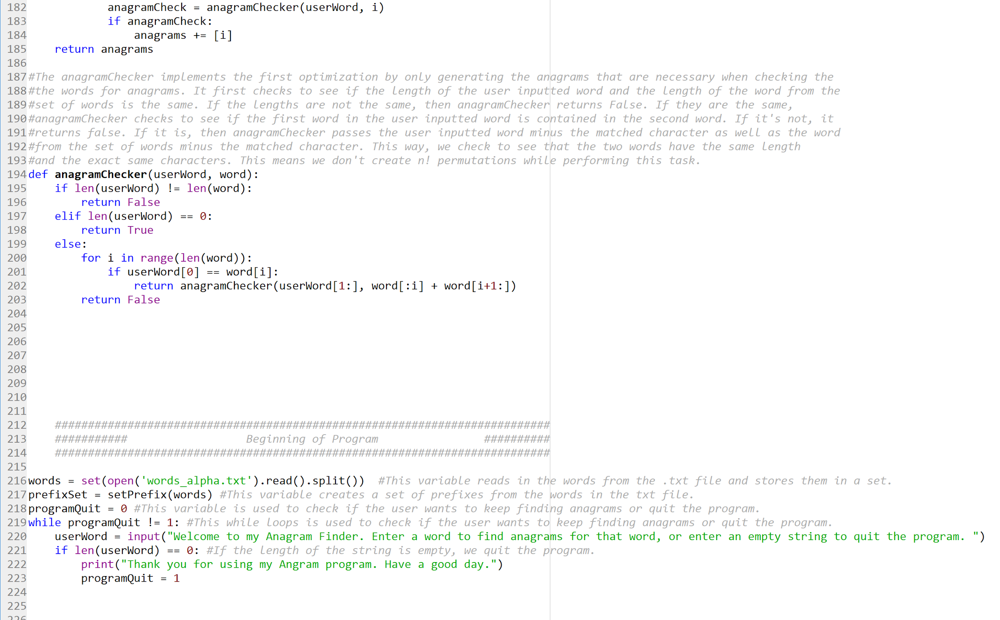 182            anagramCheck = anagramChecker(userWord, i)
183            if anagramCheck:
184                anagrams += [i]
185    return anagrams
186
187#The anagramChecker implements the first optimization by only generating the anagrams that are necessary when checking the
188#the words for anagrams. It first checks to see if the length of the user inputted word and the length of the word from the
189#set of words is the same. If the lengths are not the same, then anagramChecker returns False. If they are the same,
190#anagramChecker checks to see if the first word in the user inputted word is contained in the second word. If it's not, it
191#returns false. If it is, then anagramChecker passes the user inputted word minus the matched character as well as the word
192#from the set of words minus the matched character. This way, we check to see that the two words have the same length
193#and the exact same characters. This means we don't create n! permutations while performing this task.
194def anagramChecker(userWord, word):
195    if len(userWord) != len(word):
196        return False
197    elif len(userWord) == 0:
198        return True
199    else:
200        for i in range(len(word)):
201            if userWord[0] == word[i]:
202                return anagramChecker(userWord[1:], word[:i] + word[i+1:])
203        return False
204
205
206
207
208
209
210
211
212    ###########################################################################
213    ###########                  Beginning of Program                ##########
214    ###########################################################################
215
216words = set(open('words_alpha.txt').read().split())  #This variable reads in the words from the .txt file and stores them in a set.
217prefixSet = setPrefix(words) #This variable creates a set of prefixes from the words in the txt file.
218programQuit = 0 #This variable is used to check if the user wants to keep finding anagrams or quit the program.
219while programQuit != 1: #This while loops is used to check if the user wants to keep finding anagrams or quit the program.
220    userWord = input("Welcome to my Anagram Finder. Enter a word to find anagrams for that word, or enter an empty string to quit the program. ")
221    if len(userWord) == 0: #If the length of the string is empty, we quit the program.
222        print("Thank you for using my Angram program. Have a good day.")
223        programQuit = 1
224
225
226